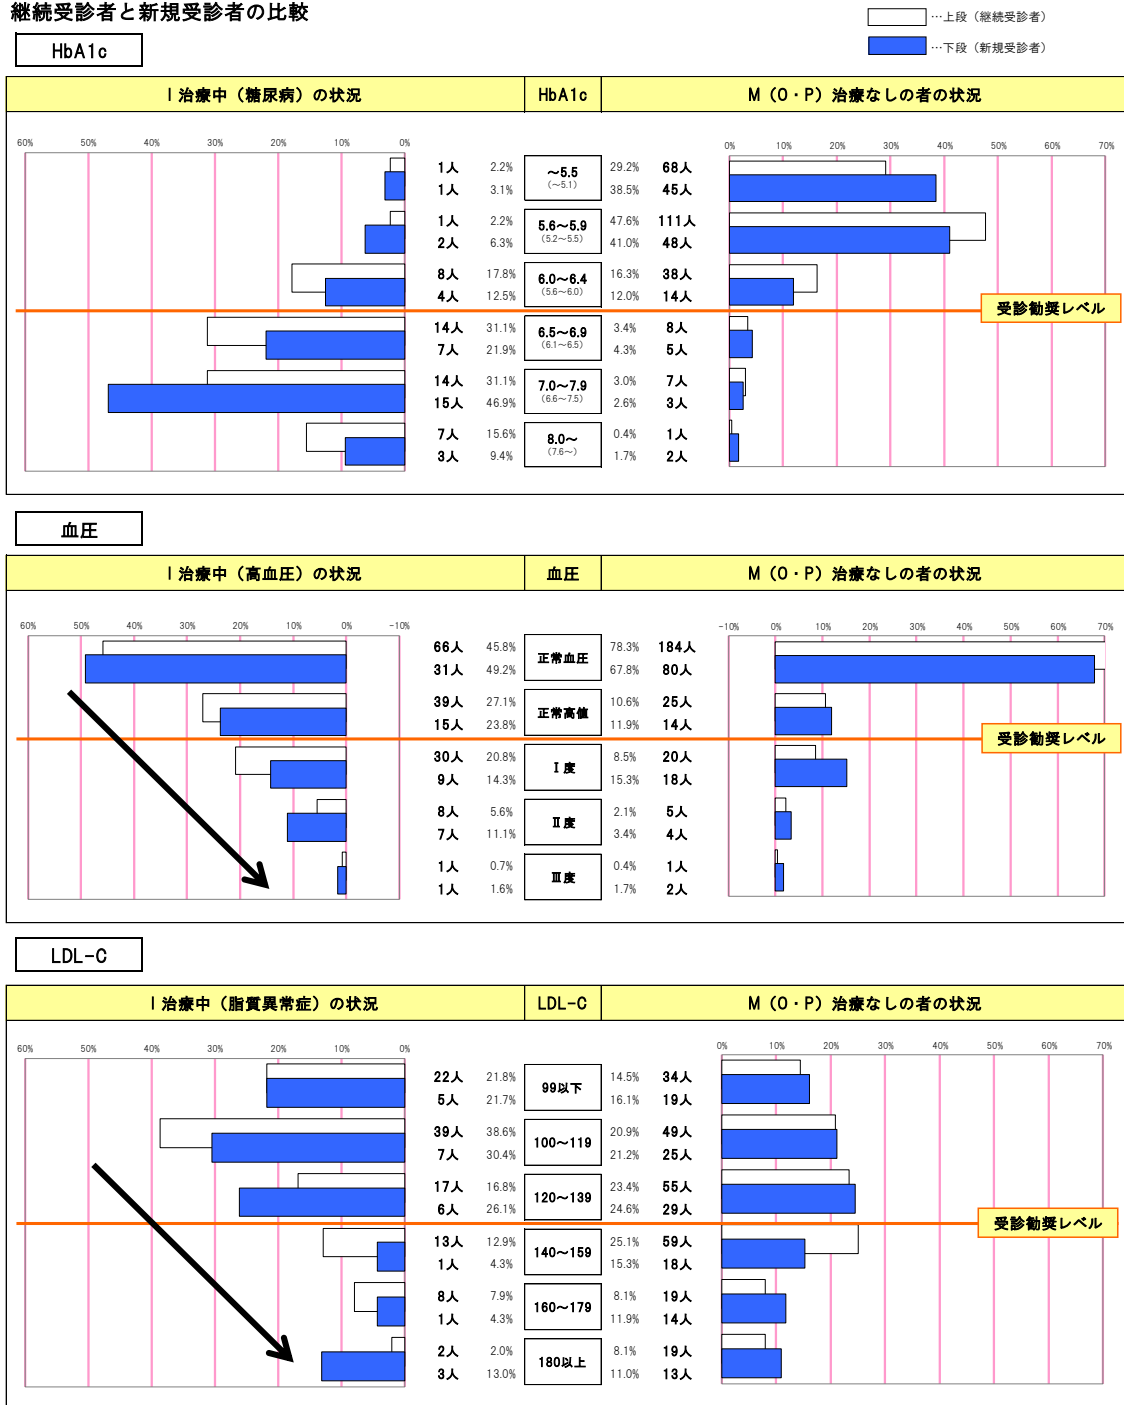 継続受診者と新規受診者の比較
…上段（継続受診者）
…下段（新規受診者）
HbA1c
I 治療中（糖尿病）の状況 HbA1c M（O・P）治療なしの者の状況
60% 50% 40% 30% 20% 10% 0% 0% 10% 20% 30% 40% 50% 60% 70%
1人 2.2% ～5.5 29.2% 68人
1人 3.1% （～5.1） 38.5% 45人
1人 2.2% 5.6～5.9 47.6% 111人
2人 6.3% （5.2～5.5） 41.0% 48人
8人 17.8% 6.0～6.4 16.3% 38人
4人 12.5% （5.6～6.0） 12.0% 14人
受診勧奨レベル
14人 31.1% 6.5～6.9 3.4% 8人
7人 21.9% （6.1～6.5） 4.3% 5人
14人 31.1% 7.0～7.9 3.0% 7人
15人 46.9% （6.6～7.5） 2.6% 3人
7人 15.6% 8.0～ 0.4% 1人
3人 9.4% （7.6～） 1.7% 2人
血圧
I 治療中（高血圧）の状況 血圧 M（O・P）治療なしの者の状況
60% 50% 40% 30% 20% 10% 0% -10% -10% 0% 10% 20% 30% 40% 50% 60% 70%
66人 45.8% 正常血圧 78.3% 184人
31人 49.2% 67.8% 80人
39人 27.1% 正常高値 10.6% 25人
15人 23.8% 11.9% 14人
受診勧奨レベル
30人 20.8% Ⅰ度 8.5% 20人
9人 14.3% 15.3% 18人
8人 5.6% Ⅱ度 2.1% 5人
7人 11.1% 3.4% 4人
1人 0.7% Ⅲ度 0.4% 1人
1人 1.6% 1.7% 2人
LDL-C
I 治療中（脂質異常症）の状況 LDL-C M（O・P）治療なしの者の状況
60% 50% 40% 30% 20% 10% 0% 0% 10% 20% 30% 40% 50% 60% 70%
22人 21.8% 99以下 14.5% 34人
5人 21.7% 16.1% 19人
39人 38.6% 100～119 20.9% 49人
7人 30.4% 21.2% 25人
17人 16.8% 120～139 23.4% 55人
6人 26.1% 24.6% 29人
受診勧奨レベル
13人 12.9% 140～159 25.1% 59人
1人 4.3% 15.3% 18人
8人 7.9% 160～179 8.1% 19人
1人 4.3% 11.9% 14人
2人 2.0% 180以上 8.1% 19人
3人 13.0% 11.0% 13人